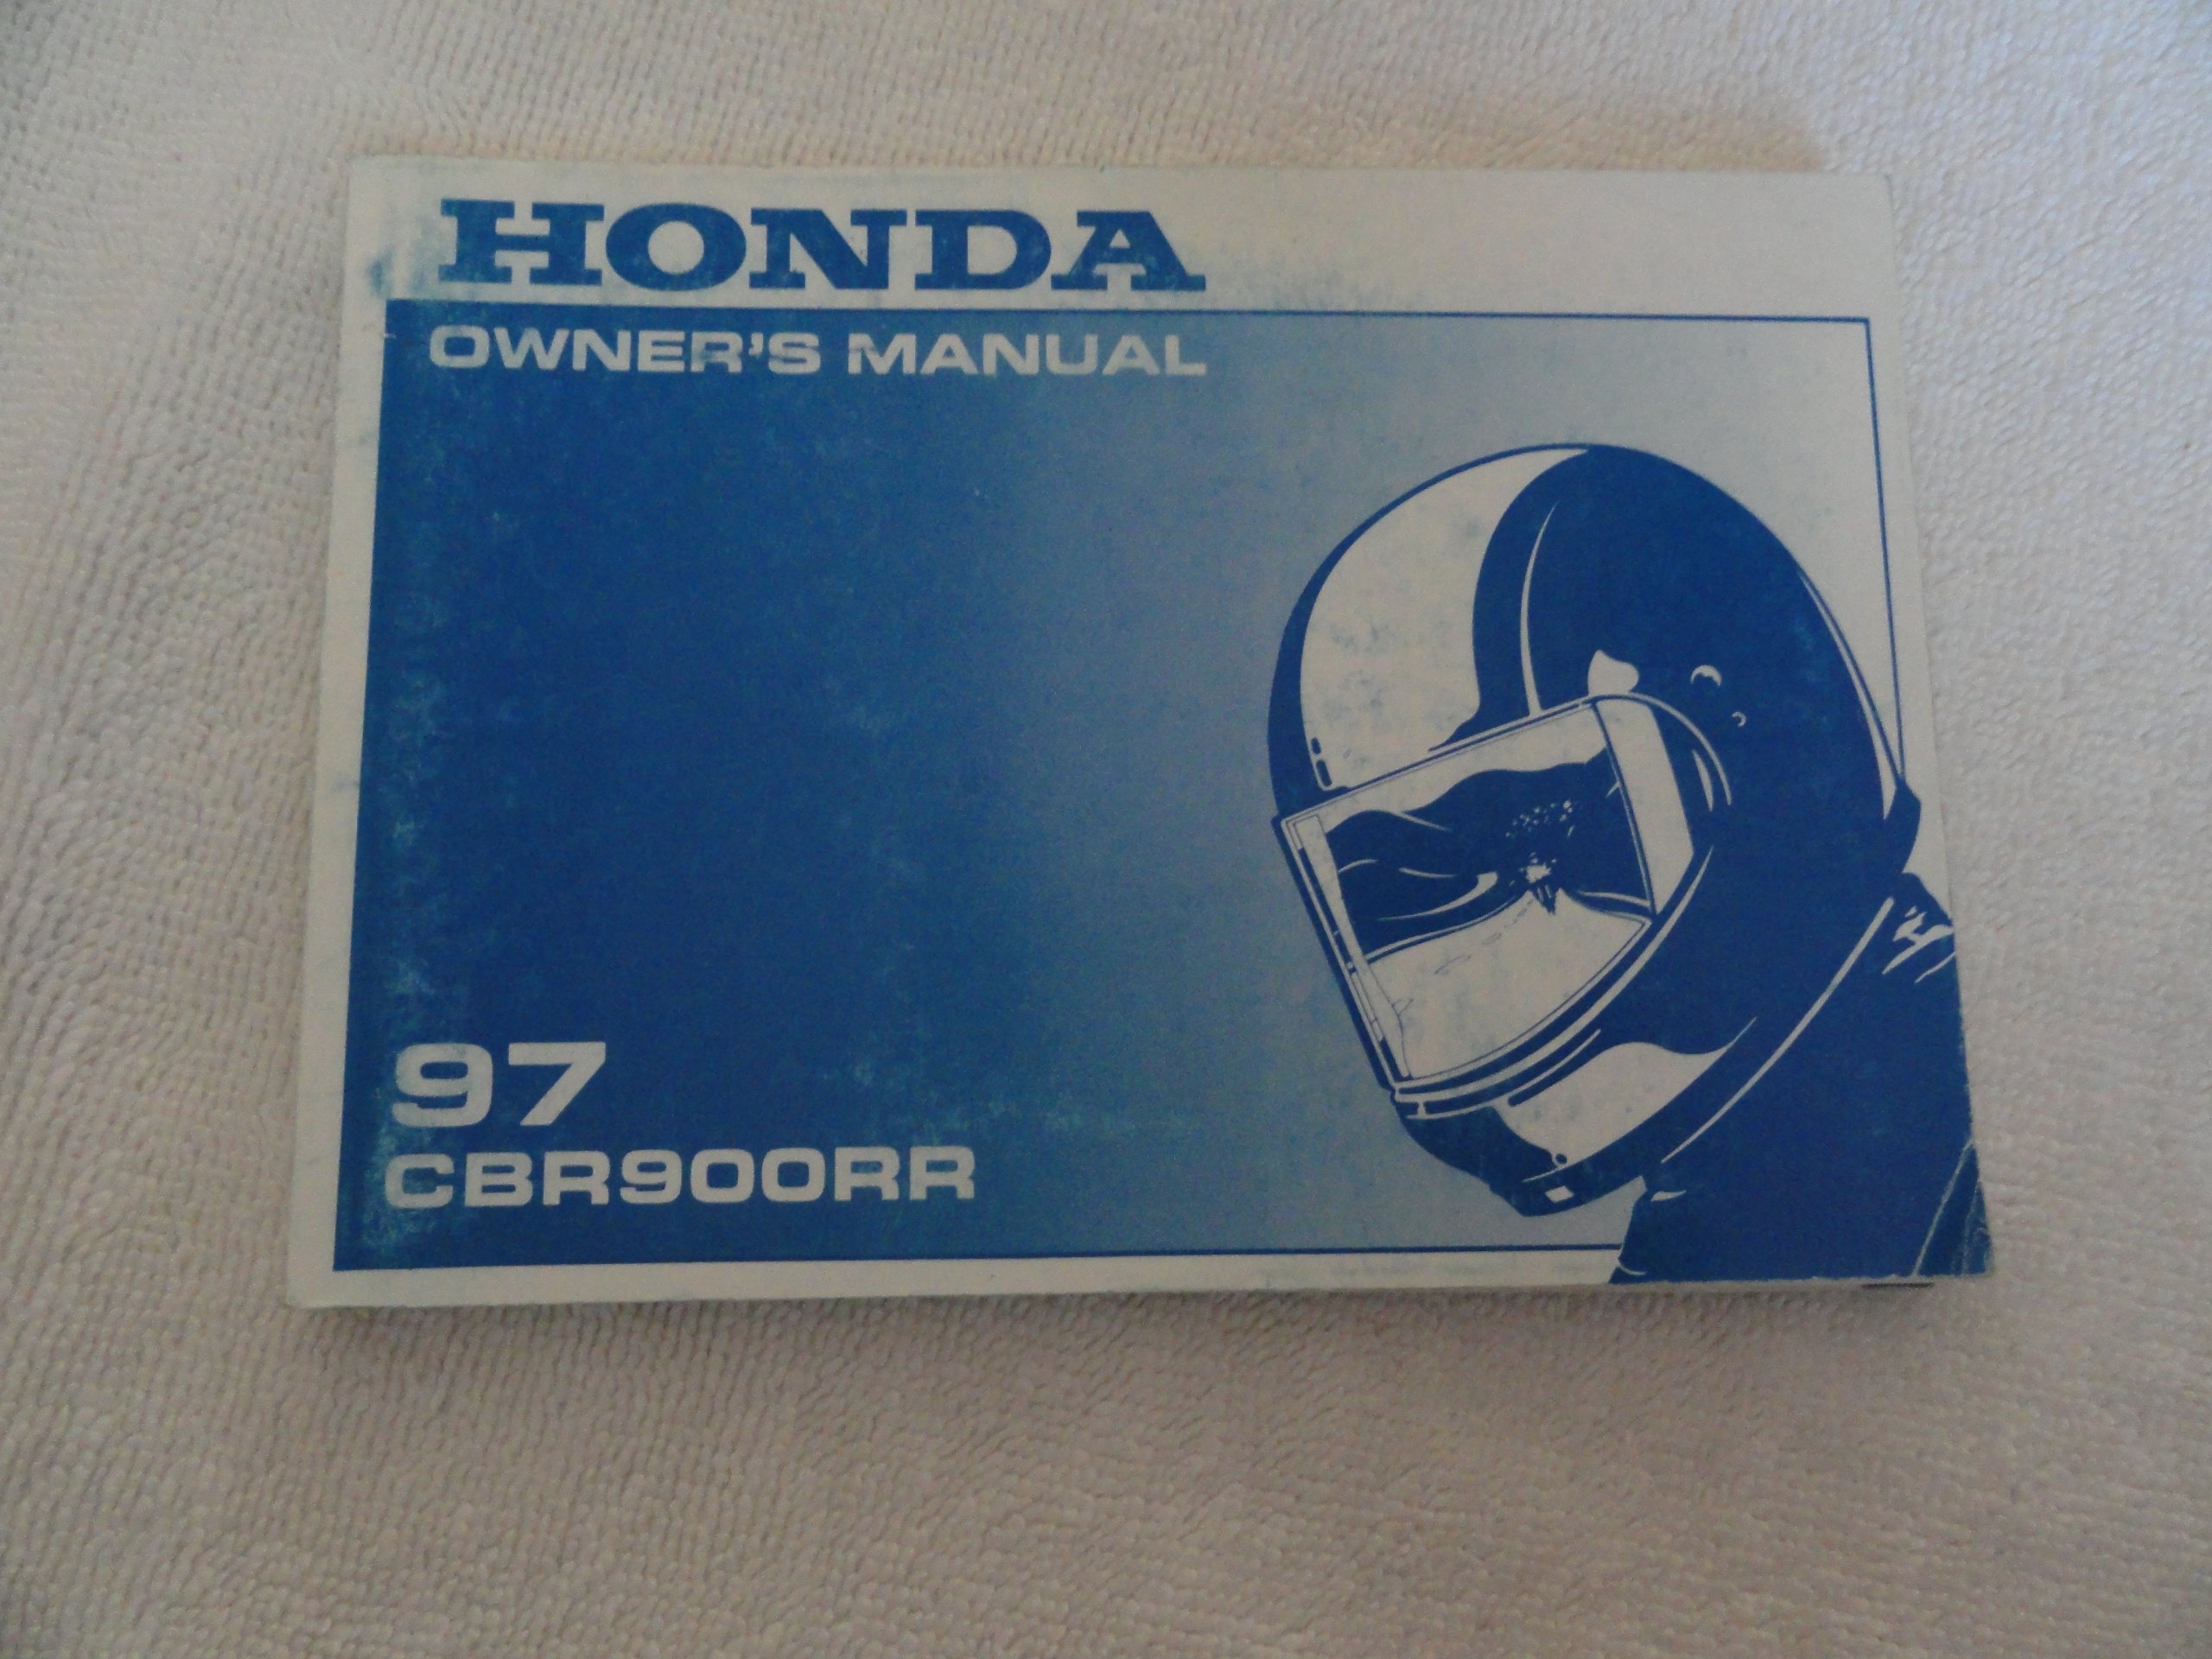 HONDA
OWNER'S MANUAL
97
CBR900RR